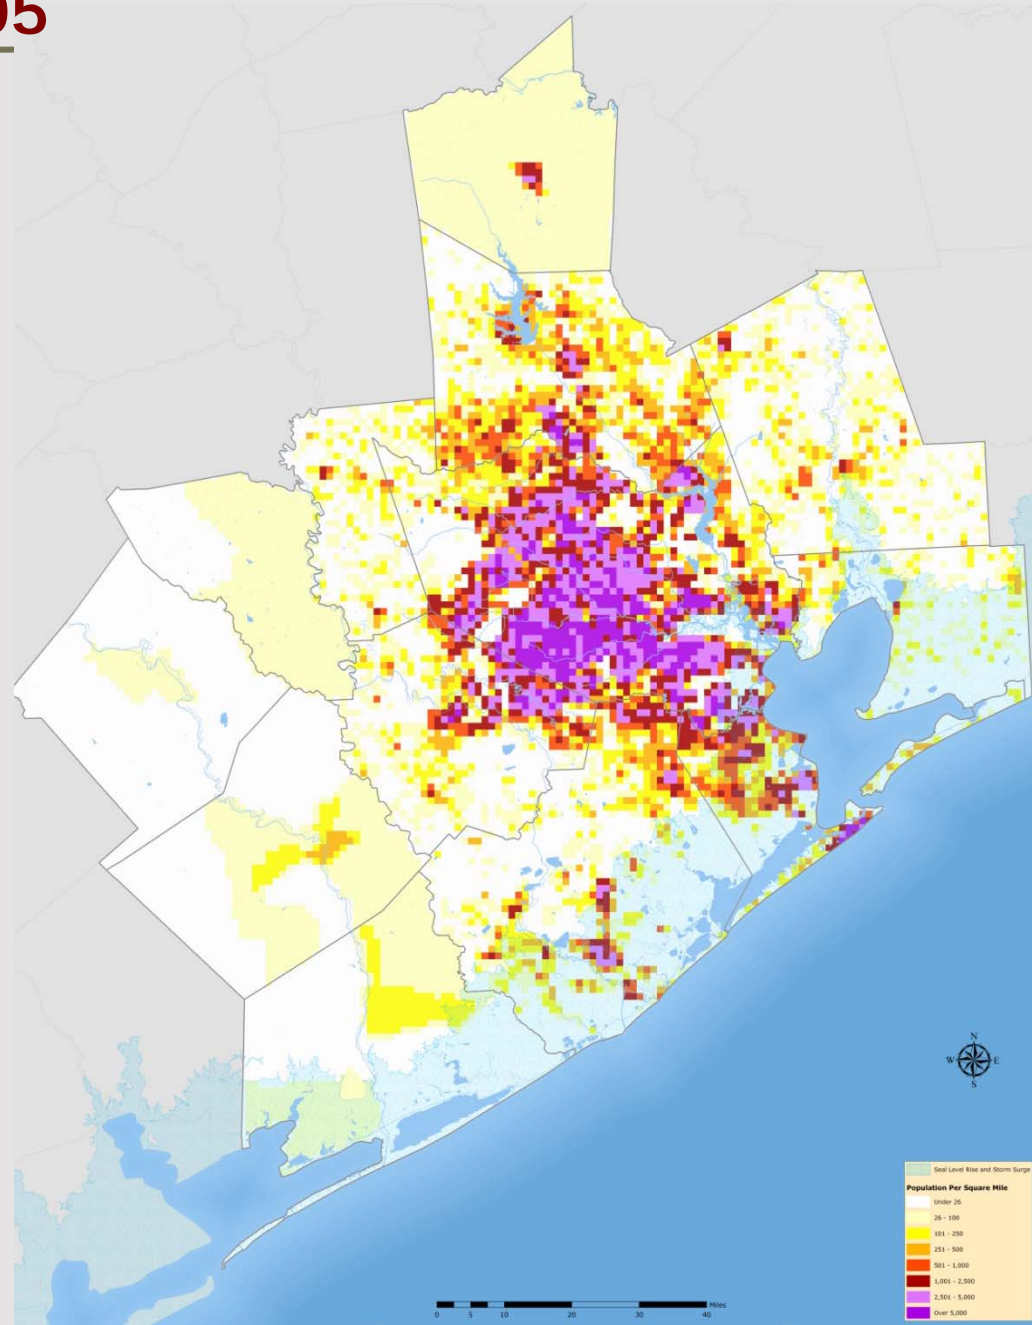 05
N
W E
S
Seal Level Rise and Storm Surge
Population Per Square Mile
Under 26
26 - 100
101 - 250
251 - 500
501 - 1,000
1,001 - 2,500
2,501 - 5,000
Over 5,000
Miles
0 5 10 20 30 40